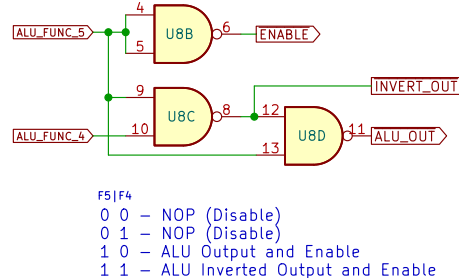 4
ALU_FUNC_5
U8B
6
ENABLE
5
9
INVERT_OUT
U8C
8
12
ALU_FUNC_4
10
U8D
11
ALU_OUT
13
F5|F4
0 0 – NOP (Disable)
0 1 – NOP (Disable)
1 0 – ALU Output and Enable
1 1 – ALU Inverted Output and Enable